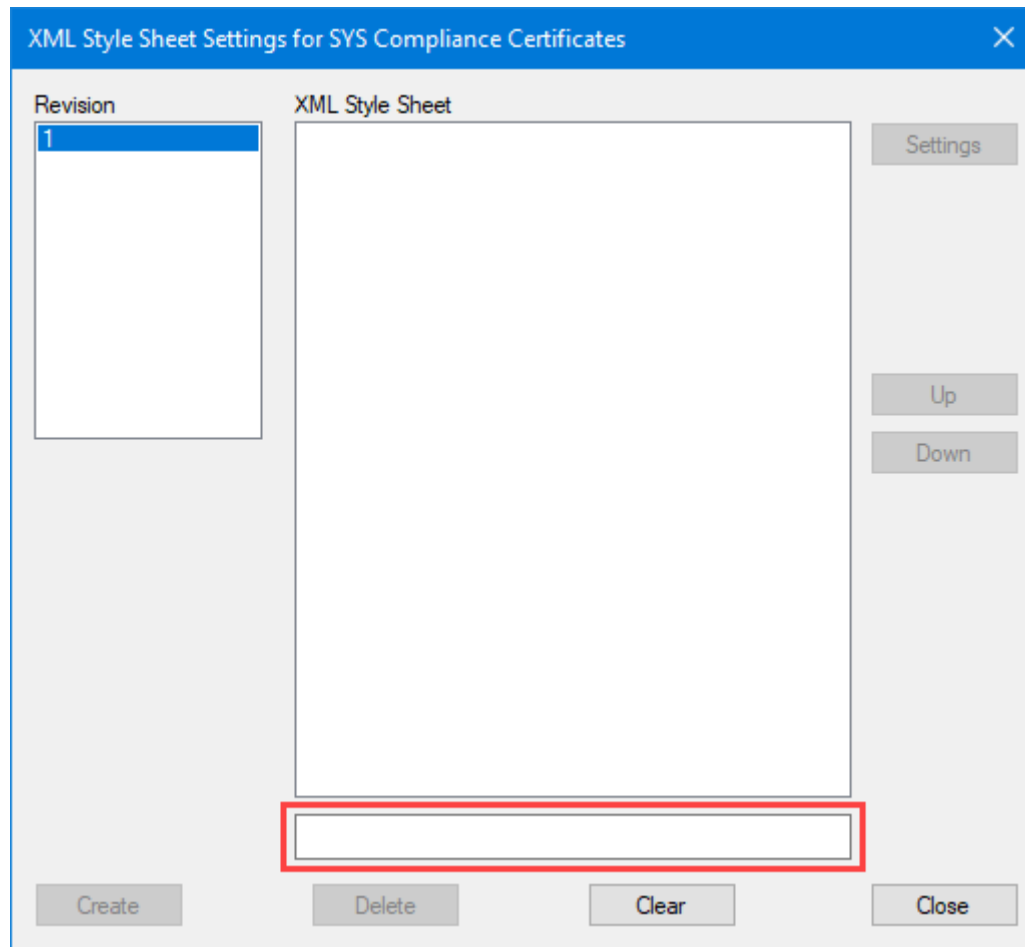 XML Style Sheet Settings for SYS Compliance Certificates
Revision
XML Style Sheet
1
Settings
Up
Down
Create
Delete
Clear
Close